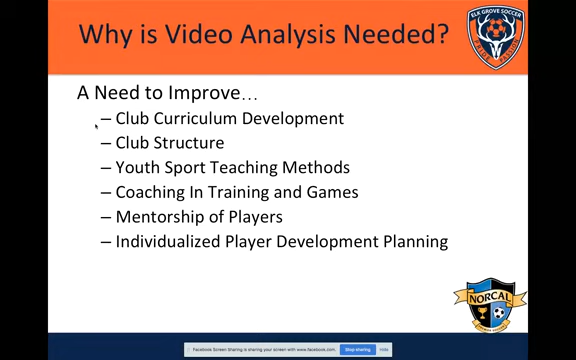 Why is Video Analysis Needed?
ELK GROVE SOCCER
PRIDE PASSION
A Need to Improve…
– Club Curriculum Development
– Club Structure
– Youth Sport Teaching Methods
– Coaching In Training and Games
– Mentorship of Players
– Individualized Player Development Planning
NORCAL
Facebook Screen Sharing is sharing your screen with www.facebook.com.
Stop sharing
Hide